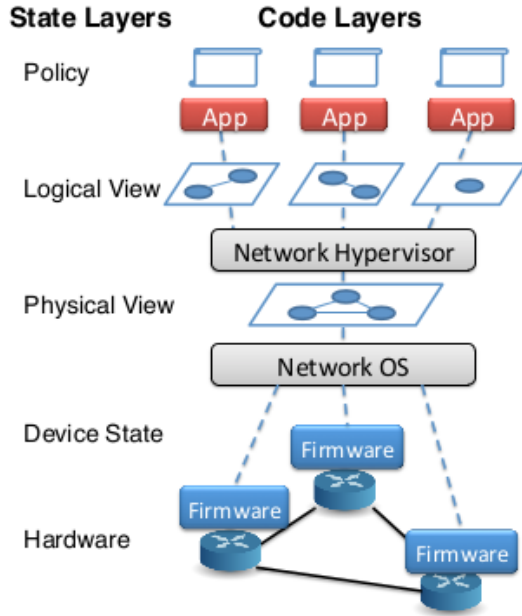 State Layers Code Layers
Policy
App App App
Logical View
Network Hypervisor
Physical View
Network OS
Device State
Firmware
Firmware
Hardware
Firmware